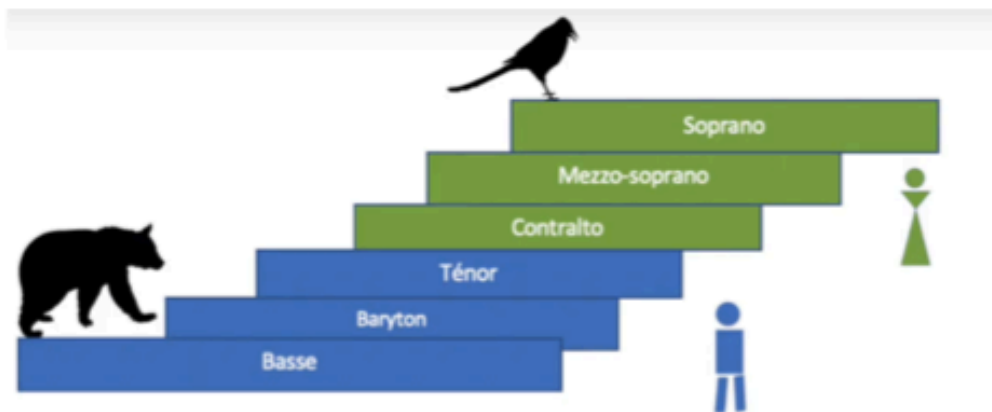 Soprano
Mezzo-soprano
Contralto
Ténor
Baryton
Basse